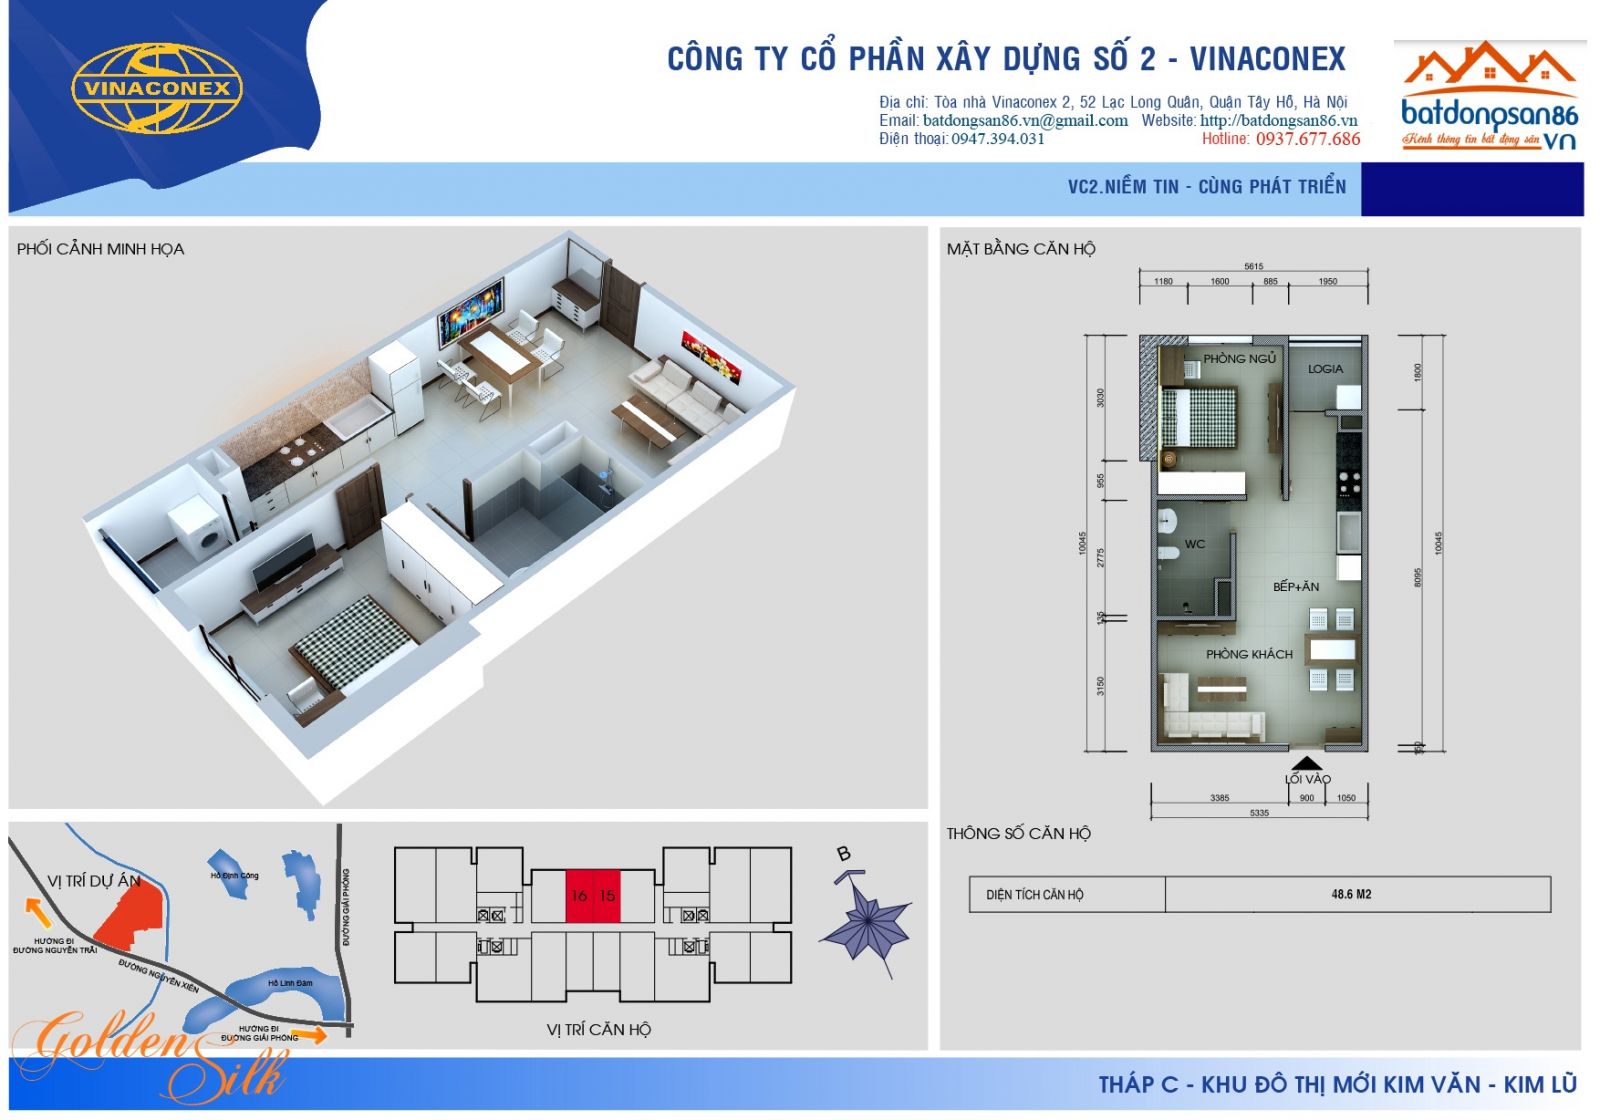 VINACONEX
CÔNG TY CỔ PHẦN XÂY DỰNG SỐ 2 - VINACONEX
Địa chỉ: Tòa nhà Vinaconex 2, 52 Lạc Long Quân, Quận Tây Hồ, Hà Nội
Email: batdongsan86.vn@gmail.com Website: http://batdongsan86.vn
Điện thoại: 0947.394.031 Hotline: 0937.677.686
batdongsan86
Kênh thông tin bất động sản VN
VC2.NIỀM TIN - CÙNG PHÁT TRIỂN
PHỐI CẢNH MINH HỌA
MẶT BẰNG CĂN HỘ
5615
1180 1600 885 1950
PHÒNG NGỦ
LOGIA
WC
BẾP+ĂN
PHÒNG KHÁCH
LỐI VÀO
3030
955
2775
135
3150
10045
1800
8095
150
10045
3385 900 1050
5335
THÔNG SỐ CĂN HỘ
DIỆN TÍCH CĂN HỘ 48.6 M2
VỊ TRÍ DỰ ÁN
Hồ Định Công
ĐƯỜNG GIẢI PHÓNG
HƯỚNG ĐI
ĐƯỜNG NGUYỄN TRÃI
ĐƯỜNG NGUYỄN XIỂN
Hồ Linh Đàm
HƯỚNG ĐI
ĐƯỜNG GIẢI PHÓNG
16 15
B
VỊ TRÍ CĂN HỘ
Golden Silk
THÁP C - KHU ĐÔ THỊ MỚI KIM VĂN - KIM LŨ